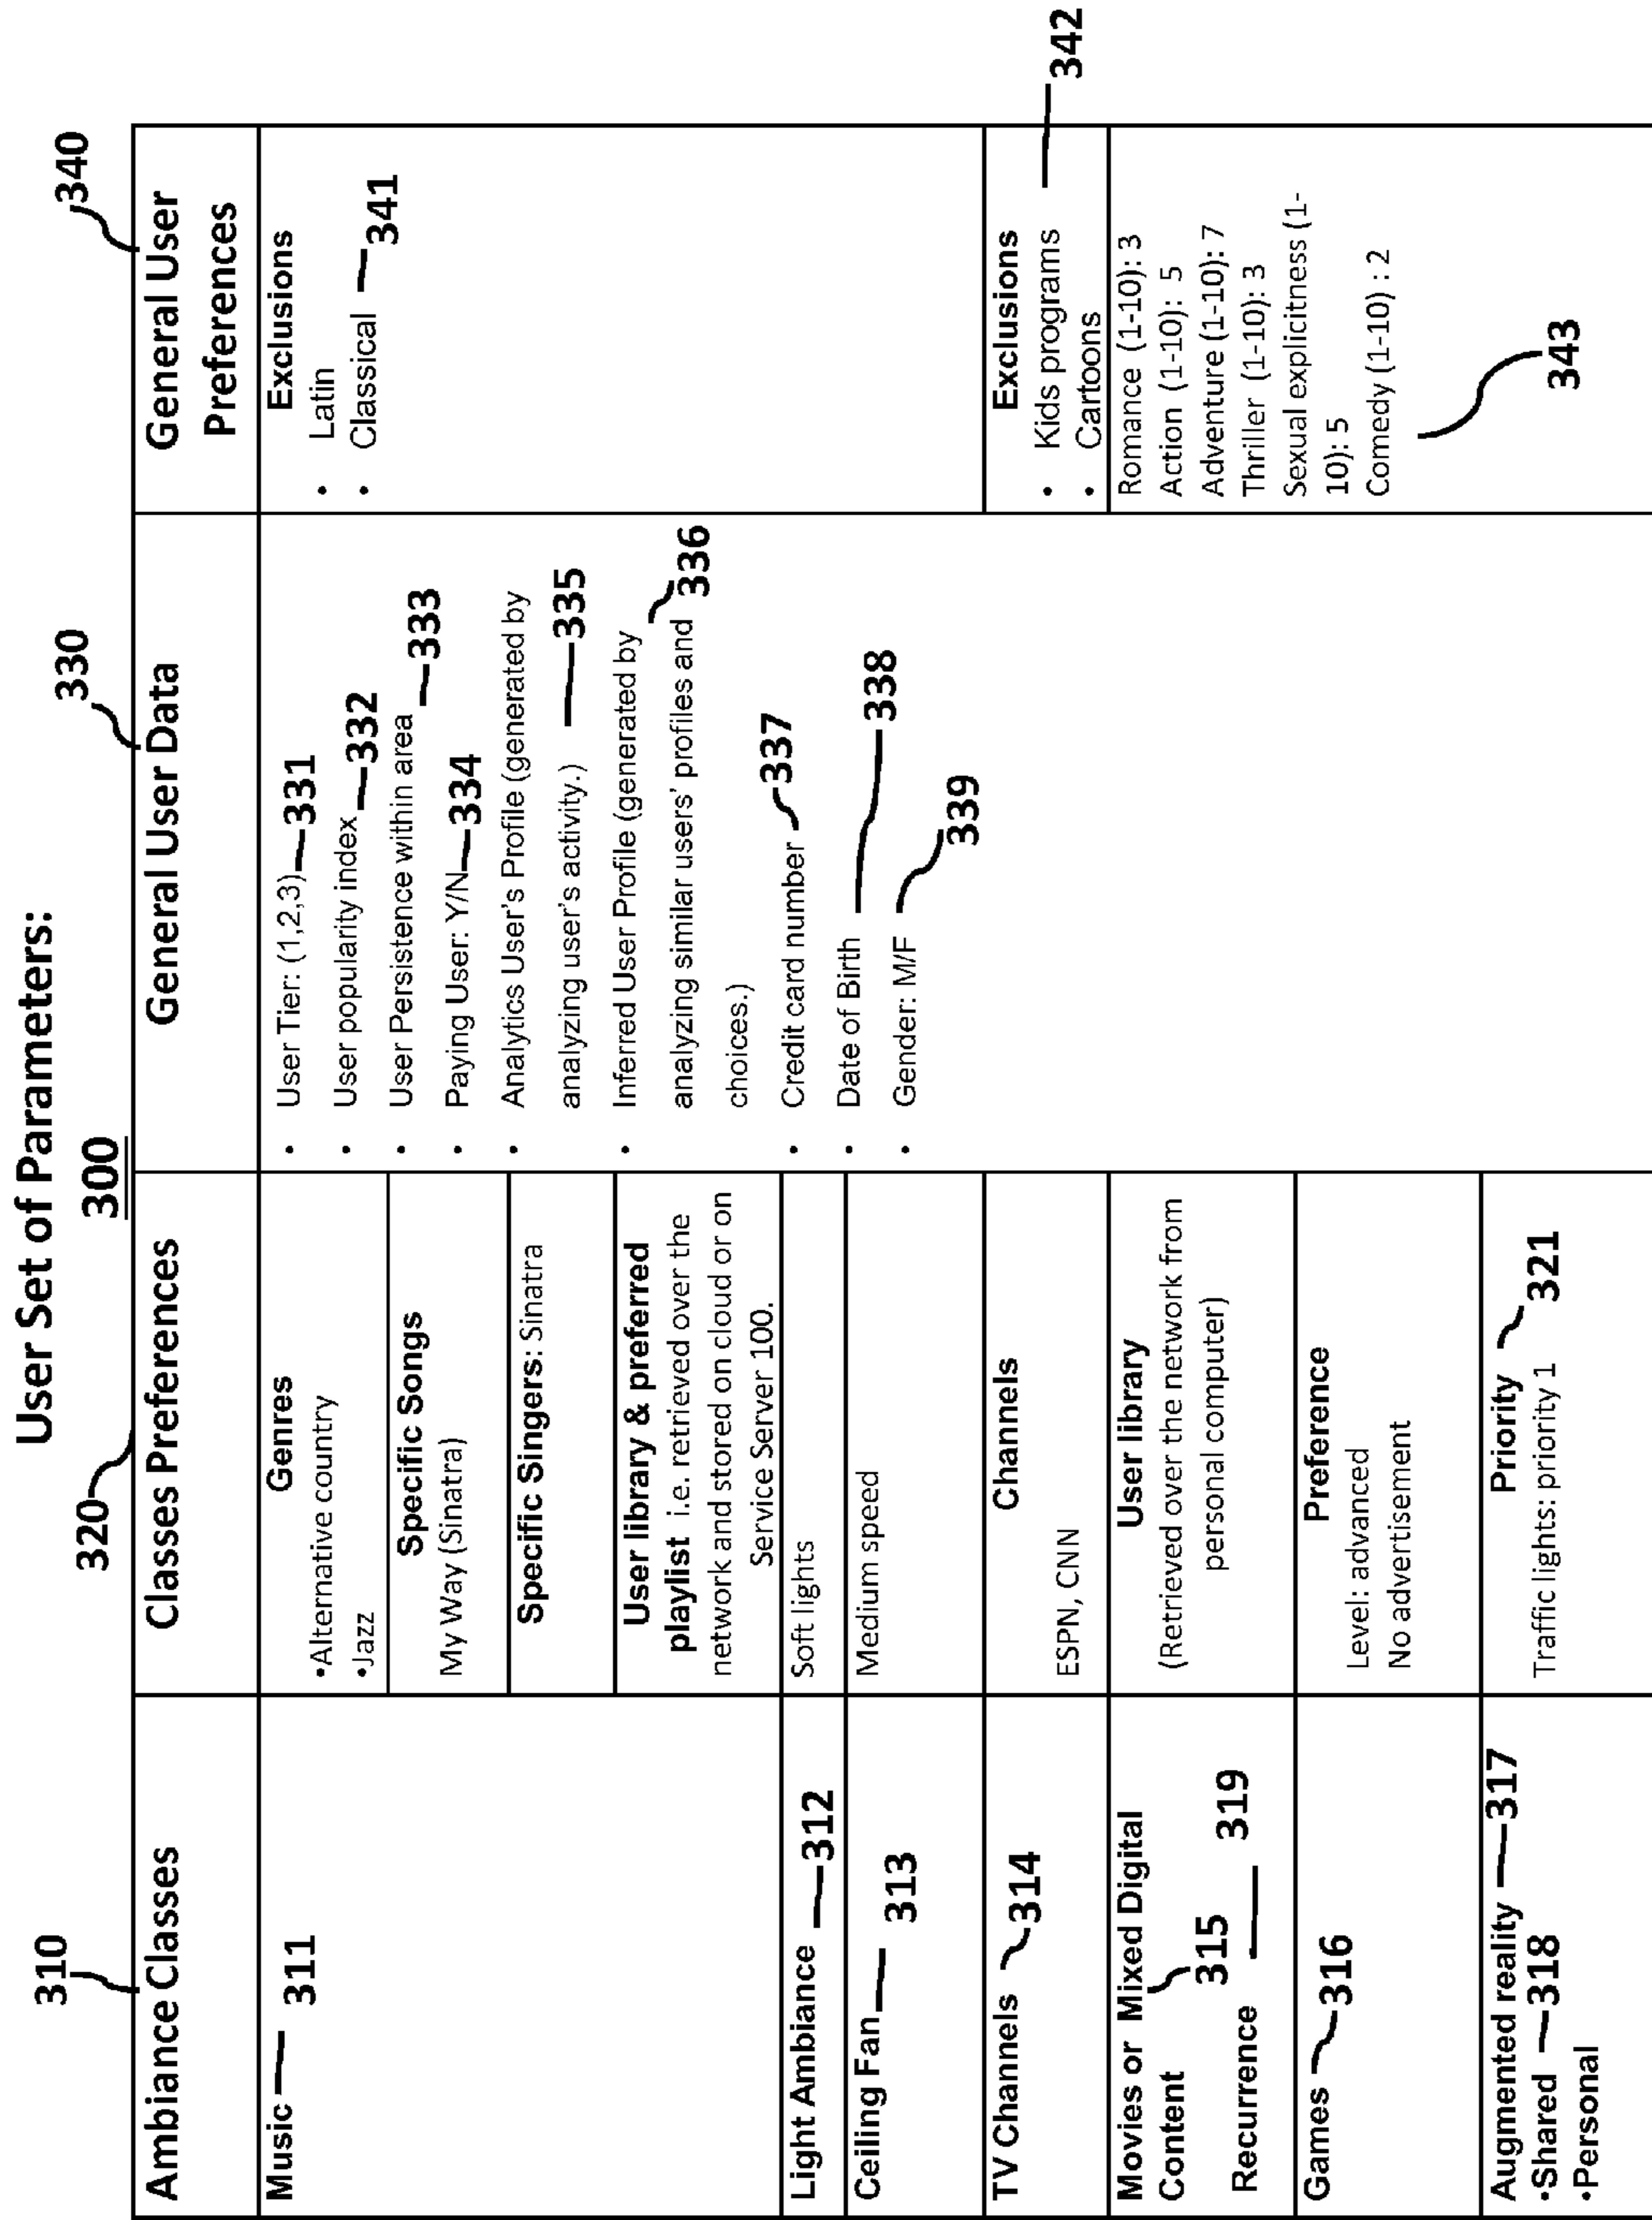 User Set of Parameters:
300
310
320
330
340
Ambiance Classes
Classes Preferences
General User Data
General User
Preferences
Music 311
Genres
•Alternative country
•Jazz
Specific Songs
My Way (Sinatra)
Specific Singers: Sinatra
User library & preferred
playlist i.e. retrieved over the
network and stored on cloud or on
Service Server 100.
• User Tier: (1,2,3) 331
• User popularity index 332
• User Persistence within area 333
• Paying User: Y/N 334
• Analytics User's Profile (generated by
analyzing user's activity.) 335
• Inferred User Profile (generated by
analyzing similar users' profiles and 336
choices.)
• Credit card number 337
• Date of Birth 338
• Gender: M/F 339
Exclusions
• Latin
• Classical 341
Light Ambiance 312
Soft lights
Ceiling Fan 313
Medium speed
TV Channels 314
Channels
ESPN, CNN
Exclusions
• Kids programs 342
• Cartoons
Movies or Mixed Digital
Content 315
Recurrence 319
User library
(Retrieved over the network from
personal computer)
Romance (1-10): 3
Action (1-10): 5
Adventure (1-10): 7
Thriller (1-10): 3
Sexual explicitness (1-
10): 5
Comedy (1-10) : 2
343
Games 316
Preference
Level: advanced
No advertisement
Augmented reality 317
•Shared 318
•Personal
Priority 321
Traffic lights: priority 1